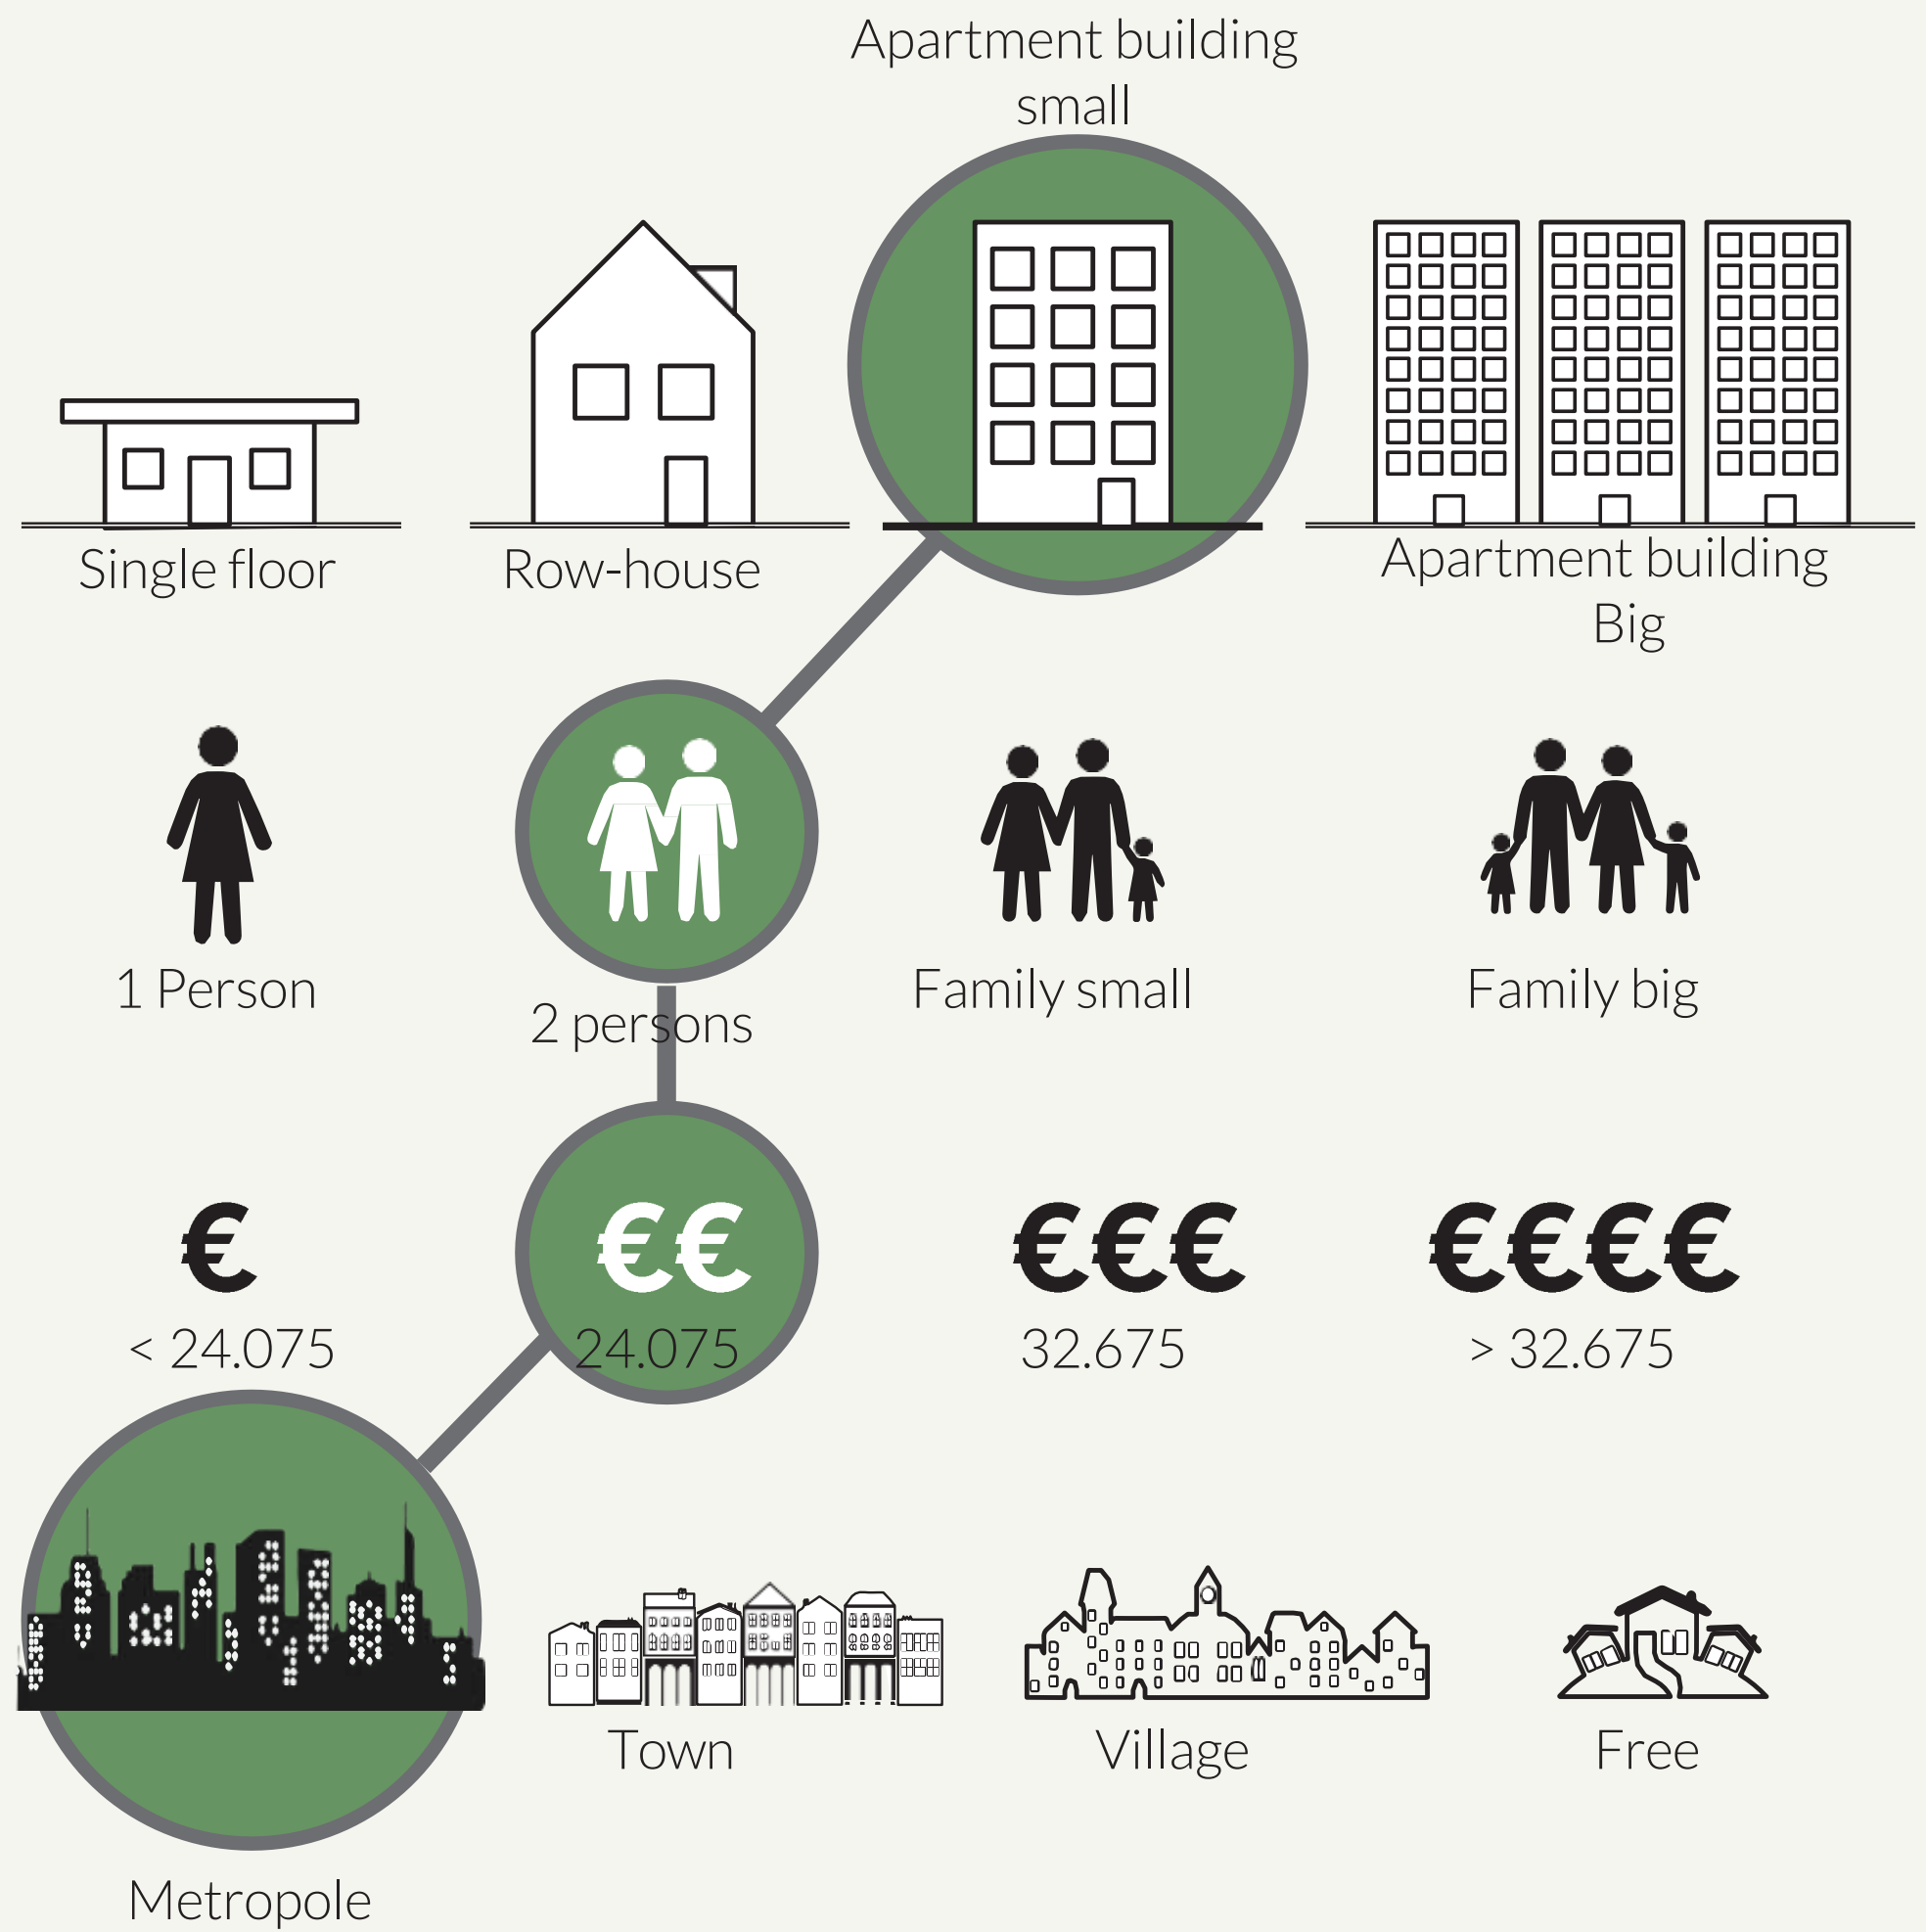 Apartment building
small
Single floor
Row-house
Apartment building
Big
1 Person
2 persons
Family small
Family big
€
€€
€€€
€€€€
< 24.075
24.075
32.675
> 32.675
Town
Village
Free
Metropole